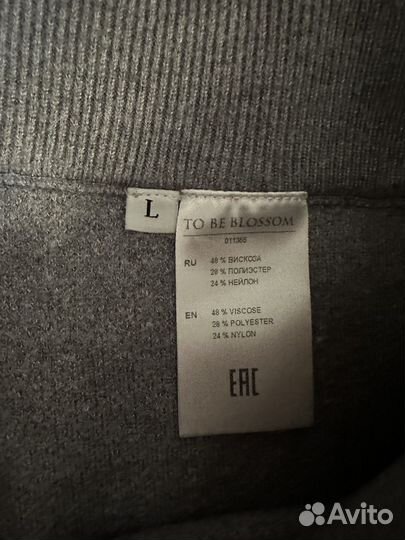 L
TO BE BLOSSOM
011365
RU 48 % ВИСКОЗА
28 % ПОЛИЭСТЕР
24 % НЕЙЛОН
EN 48 % VISCOSE
28 % POLYESTER
24 % NYLON
EAC
Avito